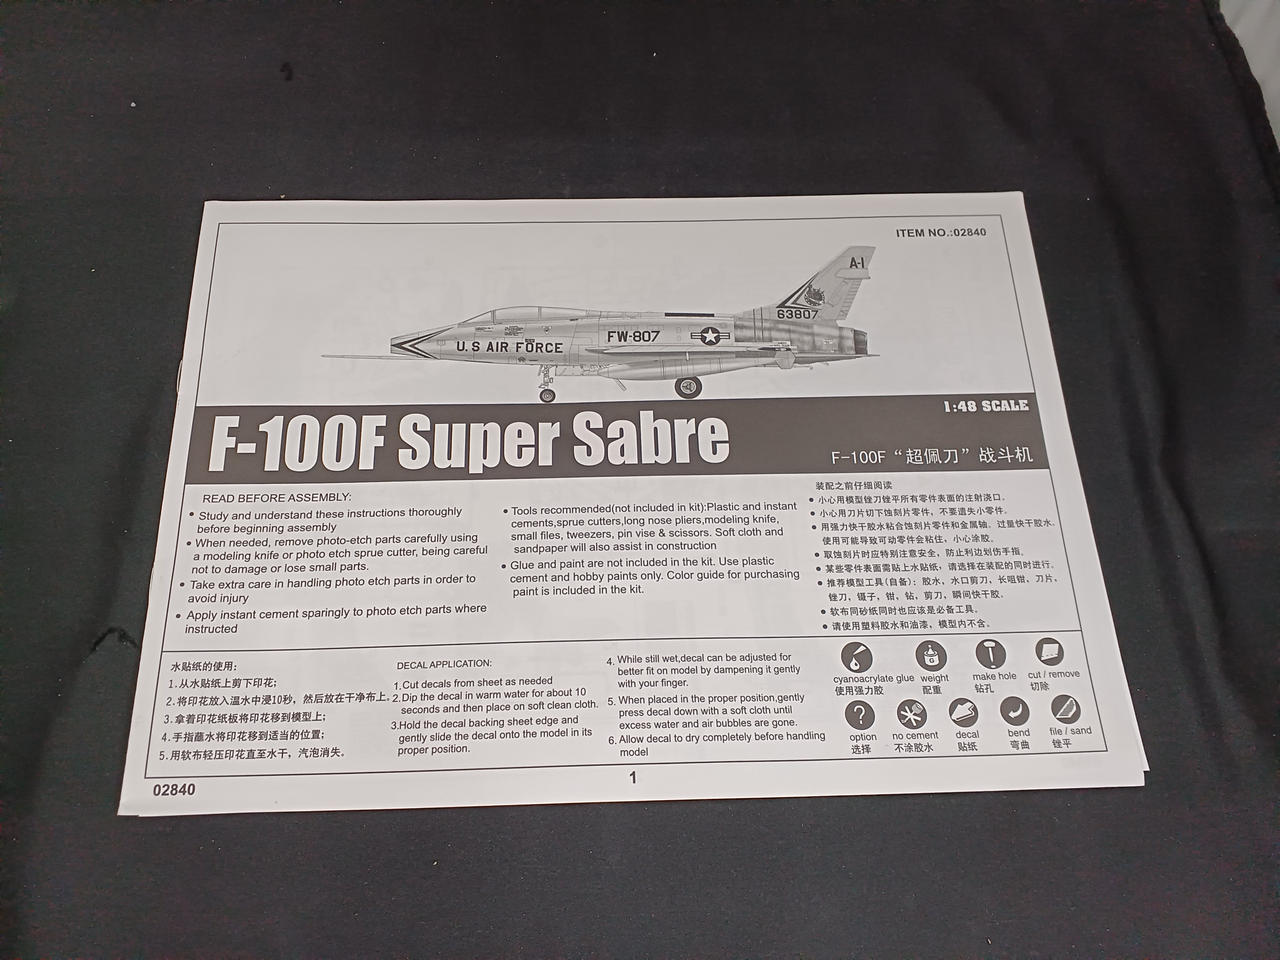 ITEM NO.:02840
A-1
63807
FW-807
U.S AIR FORCE
1:48 SCALE
F-100F Super Sabre
F-100F“超佩刀”战斗机
READ BEFORE ASSEMBLY:
• Study and understand these instructions thoroughly
before beginning assembly
• When needed, remove photo-etch parts carefully using
a modeling knife or photo etch sprue cutter, being careful
not to damage or lose small parts.
• Take extra care in handling photo etch parts in order to
avoid injury
• Apply instant cement sparingly to photo etch parts where
instructed
• Tools recommended(not included in kit):Plastic and instant
cements,sprue cutters,long nose pliers,modeling knife,
small files, tweezers, pin vise & scissors. Soft cloth and
sandpaper will also assist in construction
• Glue and paint are not included in the kit. Use plastic
cement and hobby paints only. Color guide for purchasing
paint is included in the kit.
装配之前仔细阅读
• 小心用模型锉刀锉平所有零件表面的注射浇口。
• 小心用刀片切下蚀刻片零件，不要遗失小零件。
• 用强力快干胶水粘合蚀刻片零件和金属轴。过量快干胶水，
使用可能导致可动零件会粘住，小心涂胶。
• 取蚀刻片时应特别注意安全，防止利边划伤手指。
• 某些零件表面需贴上水贴纸，请选择在装配的同时进行。
• 推荐模型工具(自备)：胶水，水口剪刀，长咀钳，刀片，
锉刀，镊子，钳，钻，剪刀，瞬间快干胶。
• 软布同砂纸同时也应该是必备工具。
• 请使用塑料胶水和油漆，模型内不含。
水贴纸的使用：
1.从水贴纸上剪下印花；
2.将印花放入温水中浸10秒，然后放在干净布上。
3.拿着印花纸板将印花移到模型上；
4.手指蘸水将印花移到适当的位置；
5.用软布轻压印花直至水干，汽泡消失。
DECAL APPLICATION:
1.Cut decals from sheet as needed
2.Dip the decal in warm water for about 10
seconds and then place on soft clean cloth.
3.Hold the decal backing sheet edge and
gently slide the decal onto the model in its
proper position.
4. While still wet,decal can be adjusted for
better fit on model by dampening it gently
with your finger.
5. When placed in the proper position,gently
press decal down with a soft cloth until
excess water and air bubbles are gone.
6. Allow decal to dry completely before handling
model
cyanoacrylate glue
使用强力胶
G
weight
配重
make hole
钻孔
cut / remove
切除
?
option
选择
no cement
不涂胶水
decal
贴纸
bend
弯曲
file / sand
锉平
02840
1